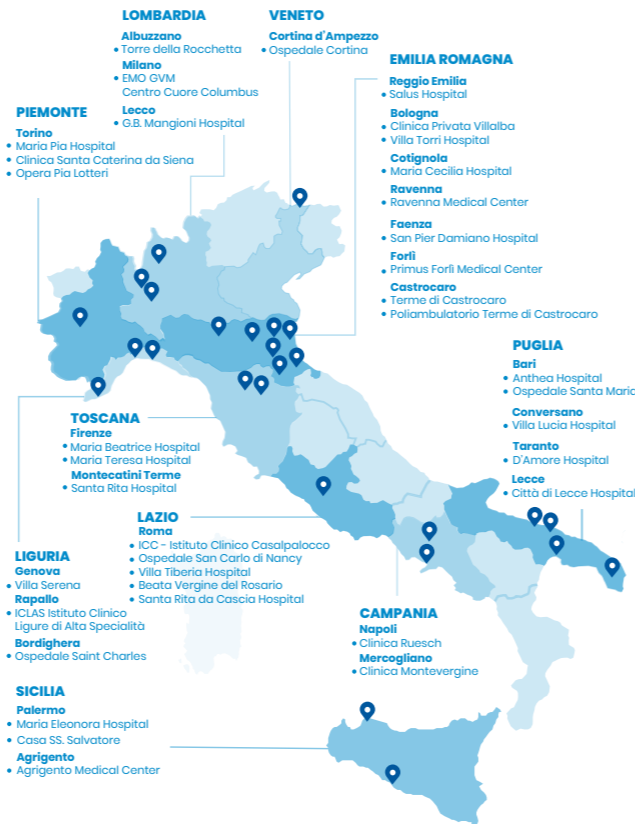 LOMBARDIA
Albuzzano
• Torre della Rocchetta
Milano
• EMO GVM
Centro Cuore Columbus
Lecco
• G.B. Mangioni Hospital
VENETO
Cortina d'Ampezzo
• Ospedale Cortina
EMILIA ROMAGNA
Reggio Emilia
• Salus Hospital
Bologna
• Clinica Privata Villalba
• Villa Torri Hospital
Cotignola
• Maria Cecilia Hospital
Ravenna
• Ravenna Medical Center
Faenza
• San Pier Damiano Hospital
Forlì
• Primus Forlì Medical Center
Castrocaro
• Terme di Castrocaro
• Poliambulatorio Terme di Castrocaro
PIEMONTE
Torino
• Maria Pia Hospital
• Clinica Santa Caterina da Siena
• Opera Pia Lotteri
PUGLIA
Bari
• Anthea Hospital
• Ospedale Santa Maria
Conversano
• Villa Lucia Hospital
Taranto
• D'Amore Hospital
Lecce
• Città di Lecce Hospital
TOSCANA
Firenze
• Maria Beatrice Hospital
• Maria Teresa Hospital
Montecatini Terme
• Santa Rita Hospital
LAZIO
Roma
• ICC - Istituto Clinico Casalpalocco
• Ospedale San Carlo di Nancy
• Villa Tiberia Hospital
• Beata Vergine del Rosario
• Santa Rita da Cascia Hospital
LIGURIA
Genova
• Villa Serena
Rapallo
• ICLAS Istituto Clinico
Ligure di Alta Specialità
Bordighera
• Ospedale Saint Charles
CAMPANIA
Napoli
• Clinica Ruesch
Mercogliano
• Clinica Montevergine
SICILIA
Palermo
• Maria Eleonora Hospital
• Casa SS. Salvatore
Agrigento
• Agrigento Medical Center